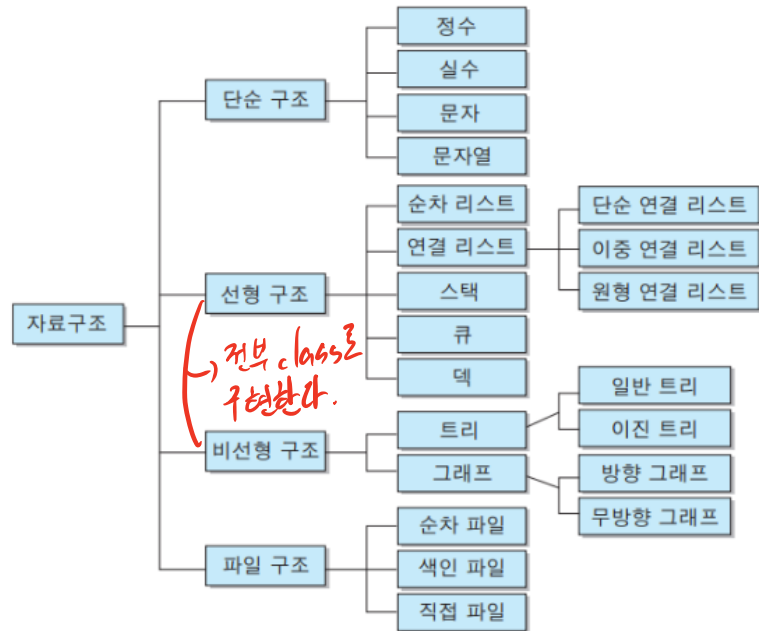 자료구조
단순 구조
정수
실수
문자
문자열
선형 구조
순차 리스트
연결 리스트
단순 연결 리스트
이중 연결 리스트
원형 연결 리스트
스택
큐
덱
전부 class로
구현한다.
비선형 구조
트리
일반 트리
이진 트리
그래프
방향 그래프
무방향 그래프
파일 구조
순차 파일
색인 파일
직접 파일